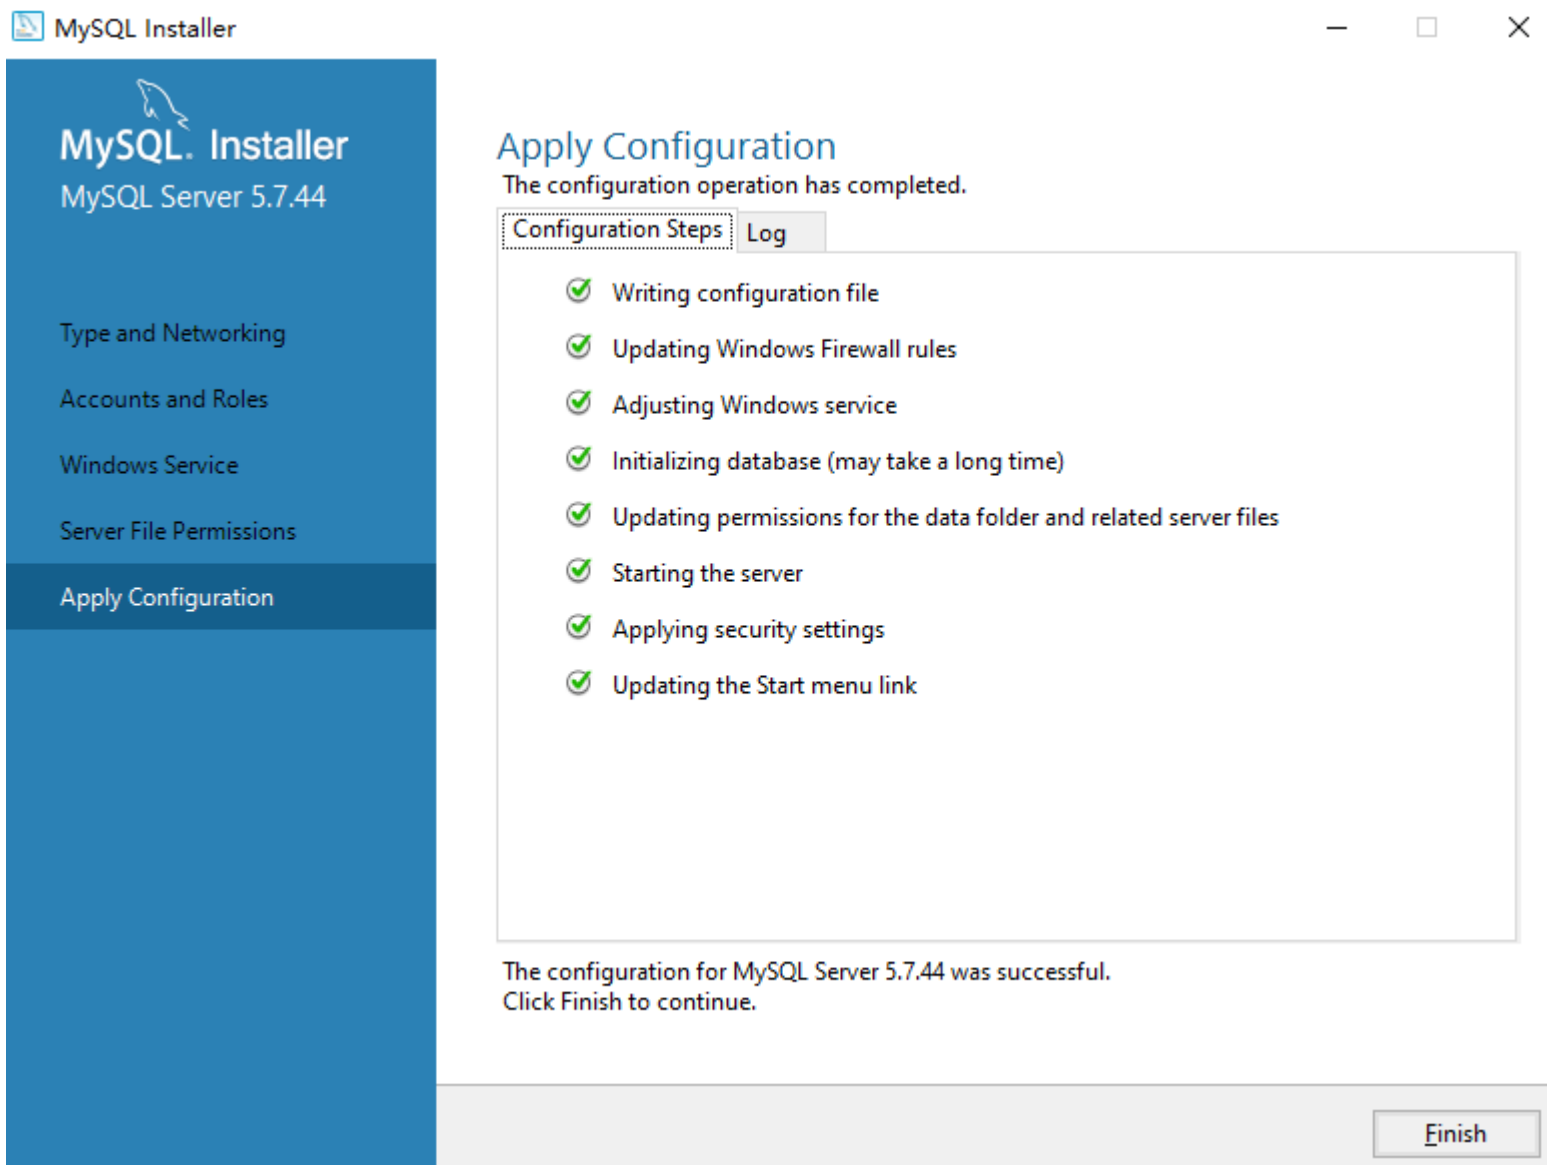 MySQL Installer
MySQL. Installer
MySQL Server 5.7.44
Type and Networking
Accounts and Roles
Windows Service
Server File Permissions
Apply Configuration
Apply Configuration
The configuration operation has completed.
Configuration Steps
Log
Writing configuration file
Updating Windows Firewall rules
Adjusting Windows service
Initializing database (may take a long time)
Updating permissions for the data folder and related server files
Starting the server
Applying security settings
Updating the Start menu link
The configuration for MySQL Server 5.7.44 was successful.
Click Finish to continue.
Finish